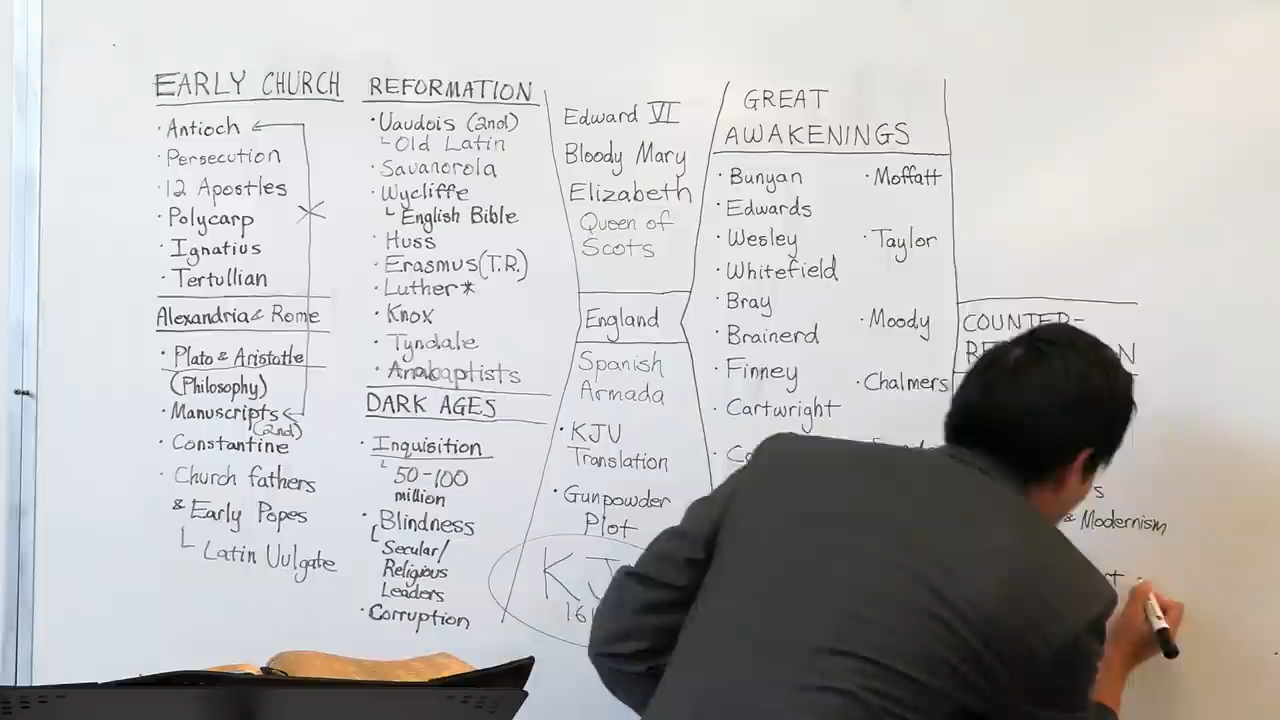 EARLY CHURCH
· Antioch
· Persecution
· 12 Apostles
· Polycarp
· Ignatius
· Tertullian
Alexandria & Rome
· Plato & Aristotle
(Philosophy)
· Manuscripts
(2nd)
· Constantine
· Church fathers
& Early Popes
└ Latin Vulgate
REFORMATION
· Vaudois (2nd)
└ Old Latin
· Savanorola
· Wycliffe
└ English Bible
· Huss
· Erasmus (T.R.)
· Luther *
· Knox
· Tyndale
· Anabaptists
DARK AGES
· Inquisition
└ 50-100
million
· Blindness
Secular/
Religious
Leaders
· Corruption
Edward VI
Bloody Mary
Elizabeth
Queen of
Scots
England
Spanish
Armada
· KJV
Translation
· Gunpowder
Plot
GREAT
AWAKENINGS
· Bunyan
· Edwards
· Wesley
· Whitefield
· Bray
· Brainerd
· Finney
· Cartwright
· Moffatt
· Taylor
· Moody
· Chalmers
COUNTER-
& Modernism